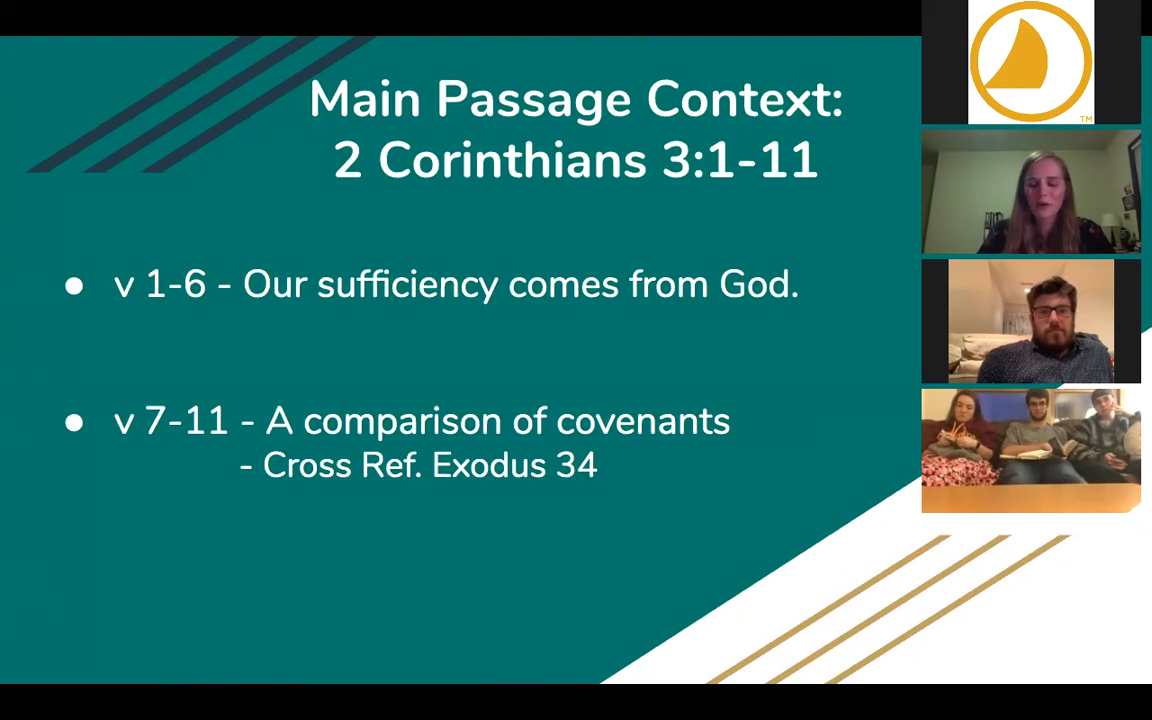 Main Passage Context:
2 Corinthians 3:1-11
● v 1-6 - Our sufficiency comes from God.
● v 7-11 - A comparison of covenants
- Cross Ref. Exodus 34
TM